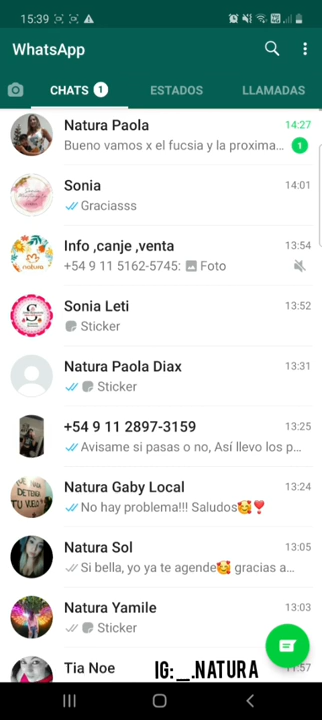 15:39
WhatsApp
CHATS 1 ESTADOS LLAMADAS
Natura Paola 14:27
Bueno vamos x el fucsia y la proxima... 1
Sonia 14:01
Graciasss
Info ,canje ,venta 13:54
+54 9 11 5162-5745: Foto
Sonia Leti 13:52
Sticker
Natura Paola Diax 13:31
Sticker
+54 9 11 2897-3159 13:25
Avisame si pasas o no, Así llevo los p...
Natura Gaby Local 13:24
No hay problema!!! Saludos🥰❣️
Natura Sol 13:05
Si bella, yo ya te agende🥰 gracias a...
Natura Yamile 13:03
Sticker
Tia Noe 11:57
IG:__.NATURA